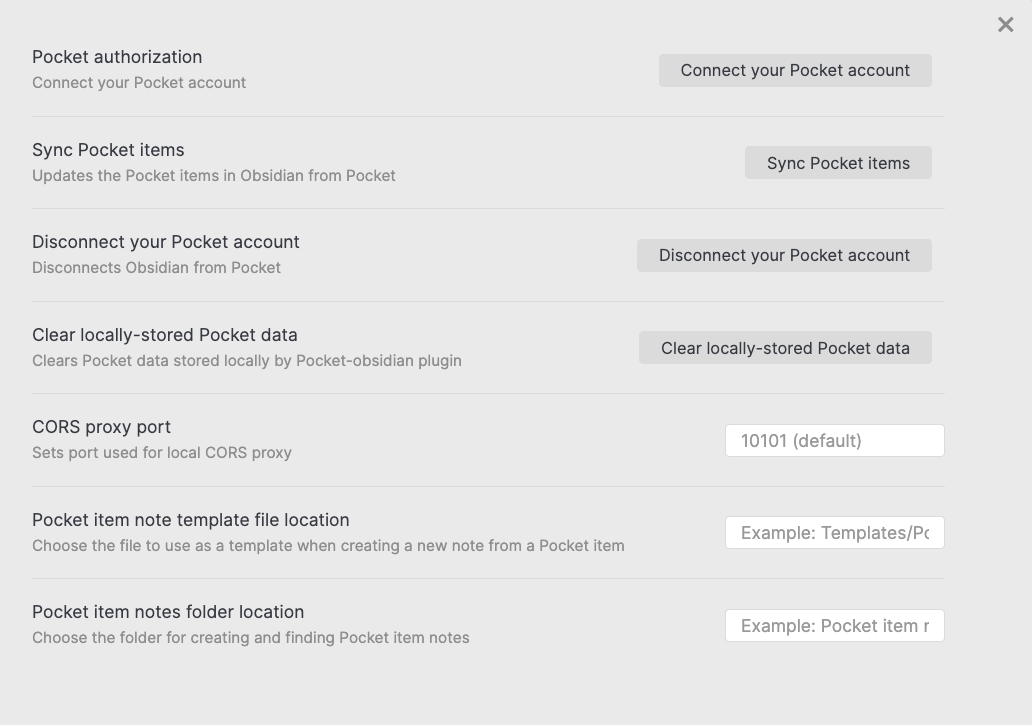 Pocket authorization
Connect your Pocket account
Connect your Pocket account
Sync Pocket items
Updates the Pocket items in Obsidian from Pocket
Sync Pocket items
Disconnect your Pocket account
Disconnects Obsidian from Pocket
Disconnect your Pocket account
Clear locally-stored Pocket data
Clears Pocket data stored locally by Pocket-obsidian plugin
Clear locally-stored Pocket data
CORS proxy port
Sets port used for local CORS proxy
10101 (default)
Pocket item note template file location
Choose the file to use as a template when creating a new note from a Pocket item
Example: Templates/
Pocket item notes folder location
Choose the folder for creating and finding Pocket item notes
Example: Pocket item